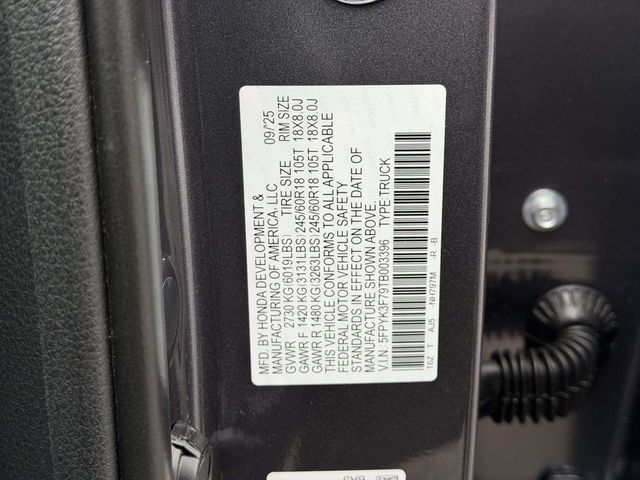 MFD. BY HONDA DEVELOPMENT &
MANUFACTURING OF AMERICA, LLC 09/25
GVWR 2730 KG(6019LBS) TIRE SIZE RIM SIZE
GAWR F 1420 KG(3131LBS)245/60R18 105T 18X8.0J
GAWR R 1480 KG(3263LBS)245/60R18 105T 18X8.0J
THIS VEHICLE CONFORMS TO ALL APPLICABLE
FEDERAL MOTOR VEHICLE SAFETY
STANDARDS IN EFFECT ON THE DATE OF
MANUFACTURE SHOWN ABOVE.
V.I.N.: 5FPYK3F79TB003396 TYPE:TRUCK
T6Z T AJ5 NH797M -R -B